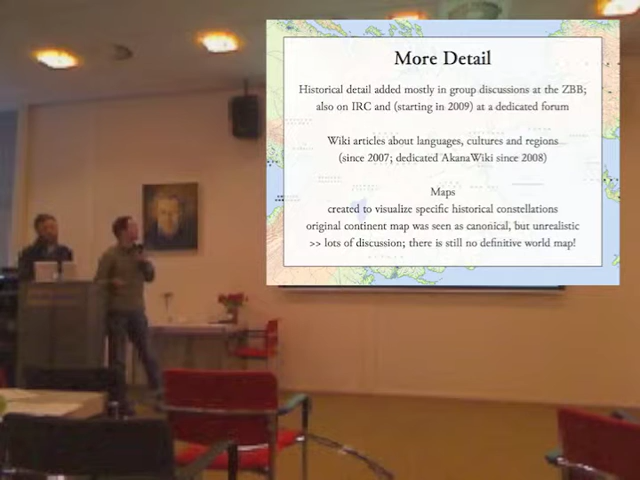 More Detail
Historical detail added mostly in group discussions at the ZBB;
also on IRC and (starting in 2009) at a dedicated forum
Wiki articles about languages, cultures and regions
(since 2007; dedicated AkanaWiki since 2008)
Maps
created to visualize specific historical constellations
original continent map was seen as canonical, but unrealistic
>> lots of discussion; there is still no definitive world map!